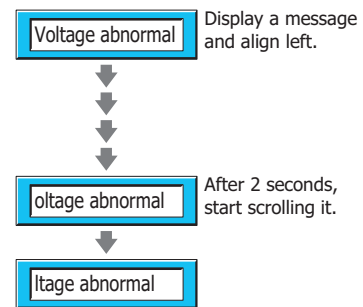 Voltage abnormal
Display a message
and align left.
oltage abnormal
After 2 seconds,
start scrolling it.
ltage abnormal